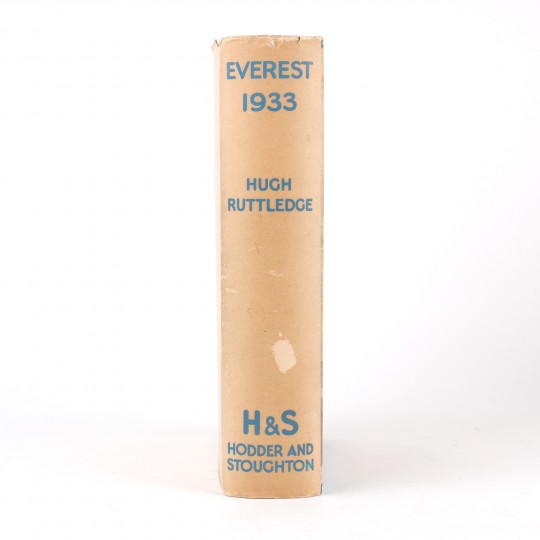 EVEREST
1933
HUGH
RUTTLEDGE
H&S
HODDER AND
STOUGHTON